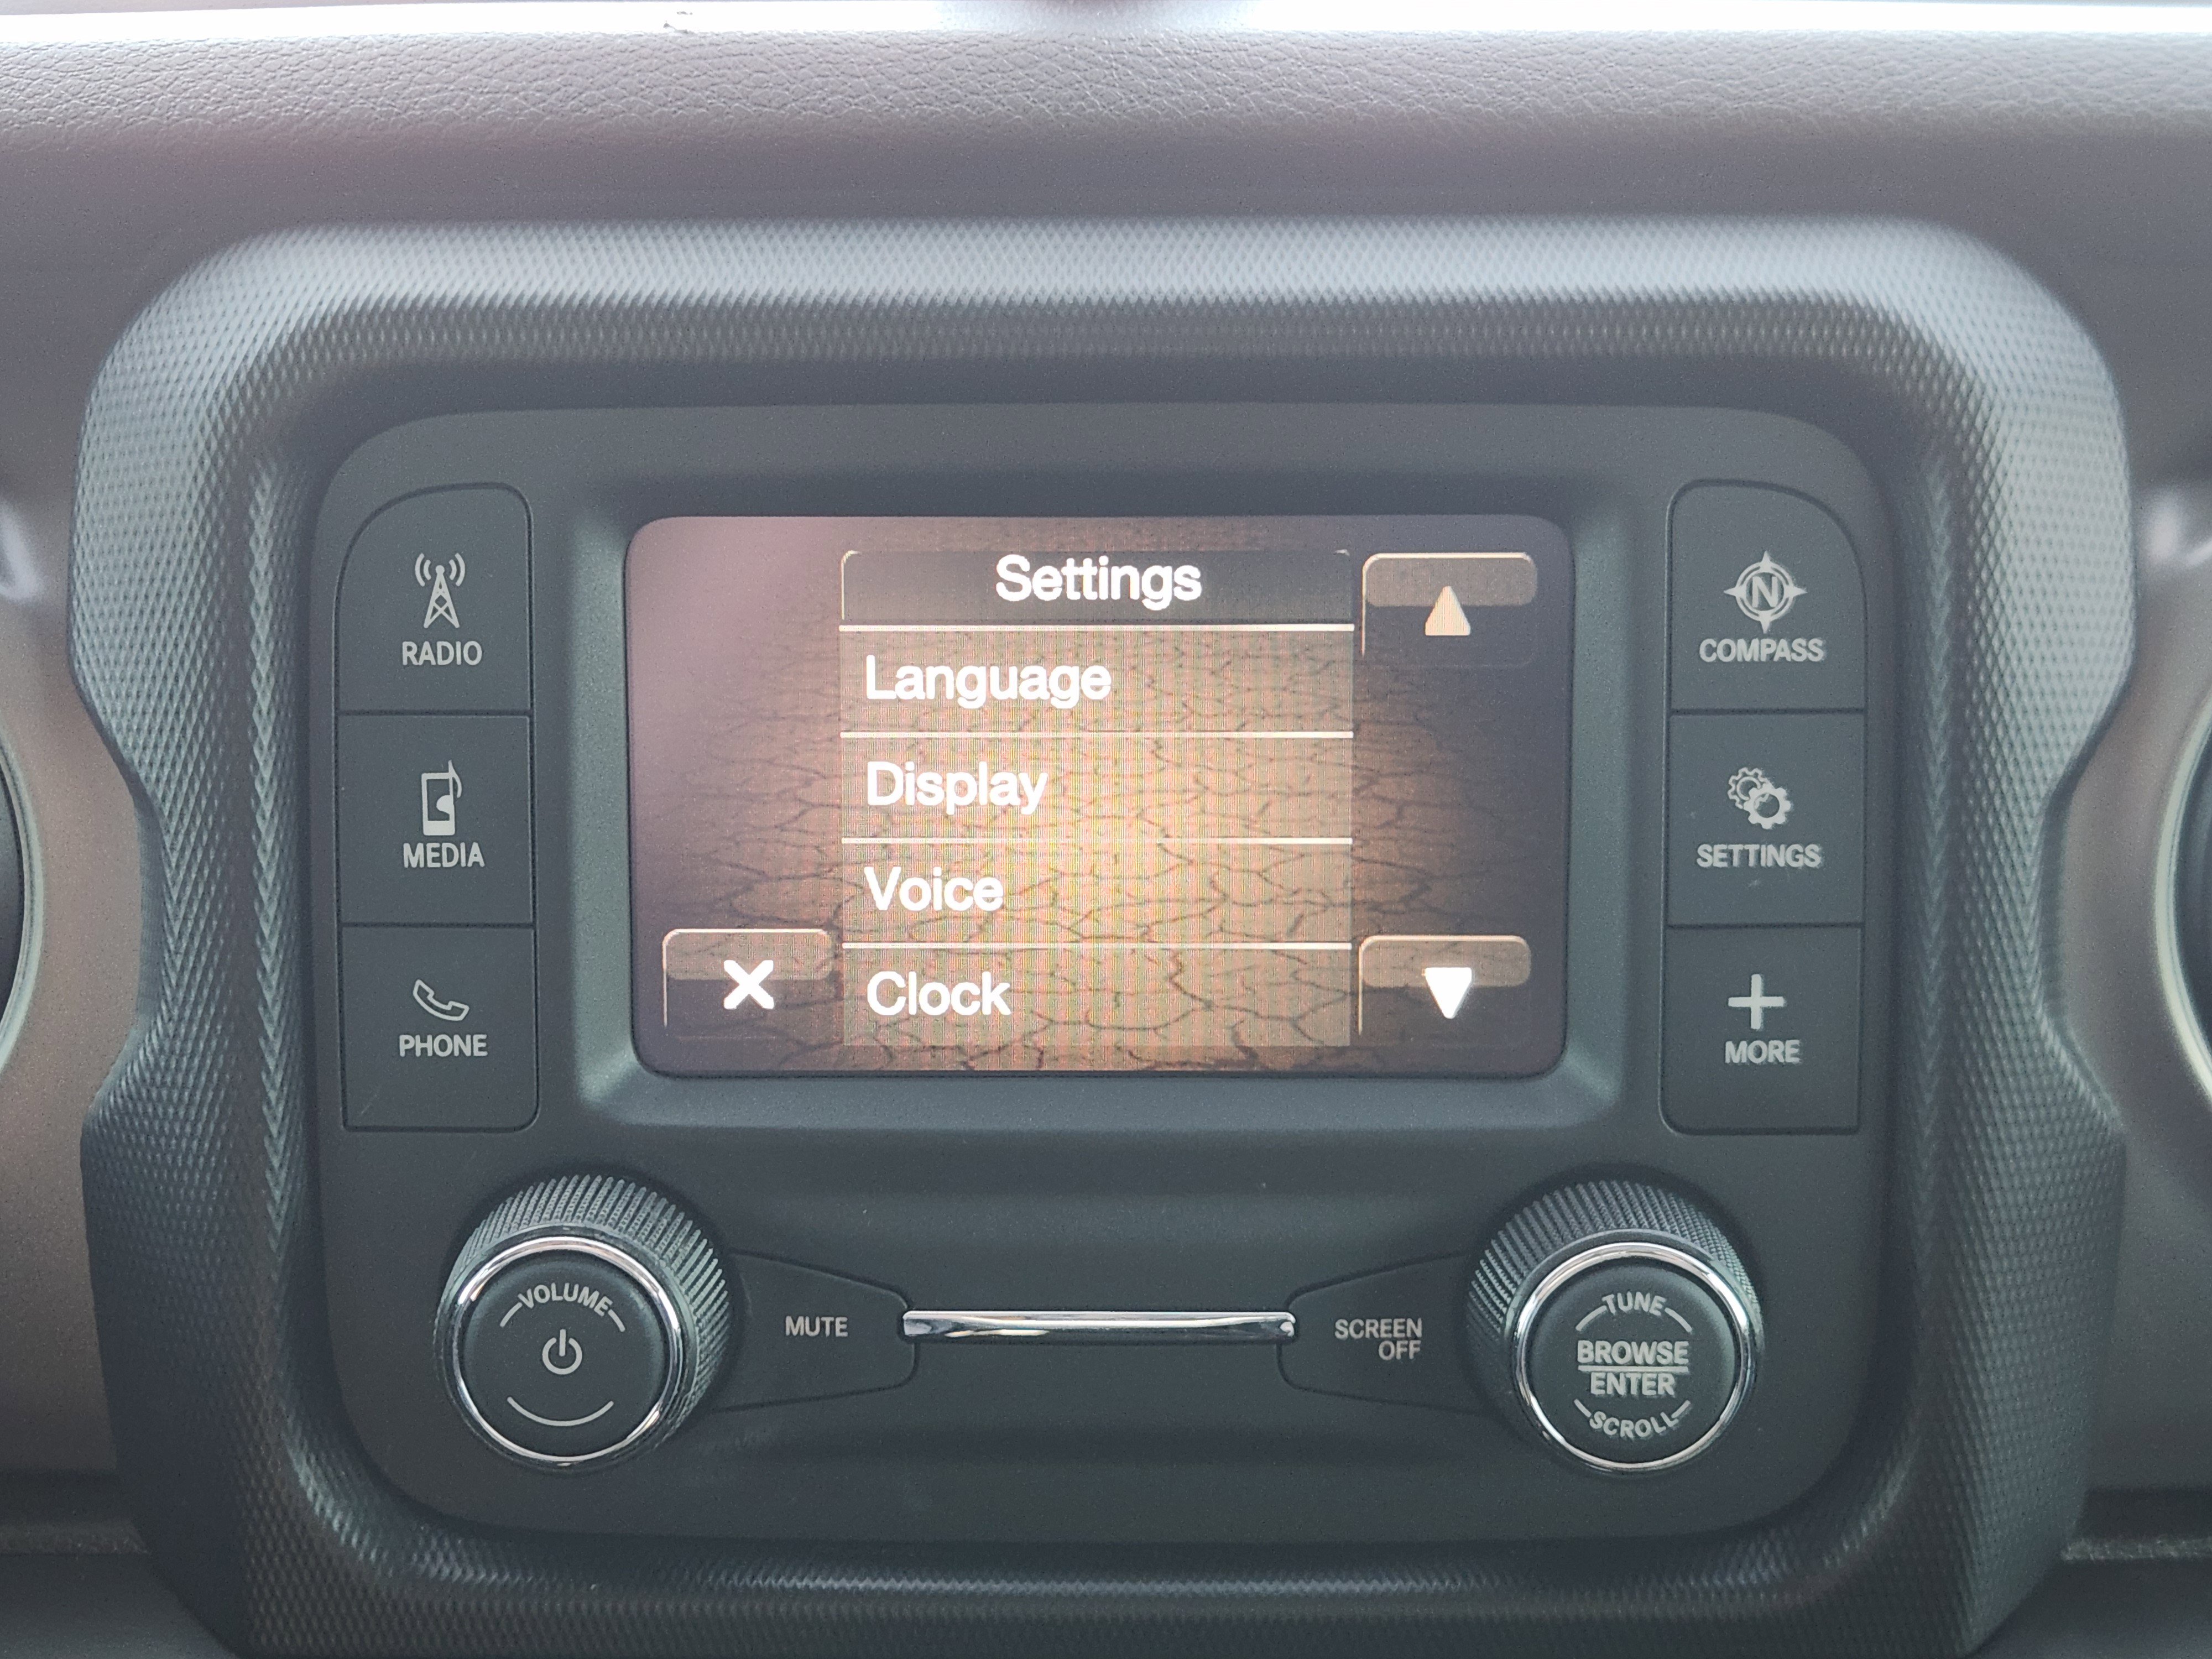 Settings
Language
Display
Voice
Clock
RADIO
MEDIA
PHONE
N
COMPASS
SETTINGS
MORE
VOLUME
MUTE
SCREEN
OFF
TUNE
BROWSE
ENTER
SCROLL